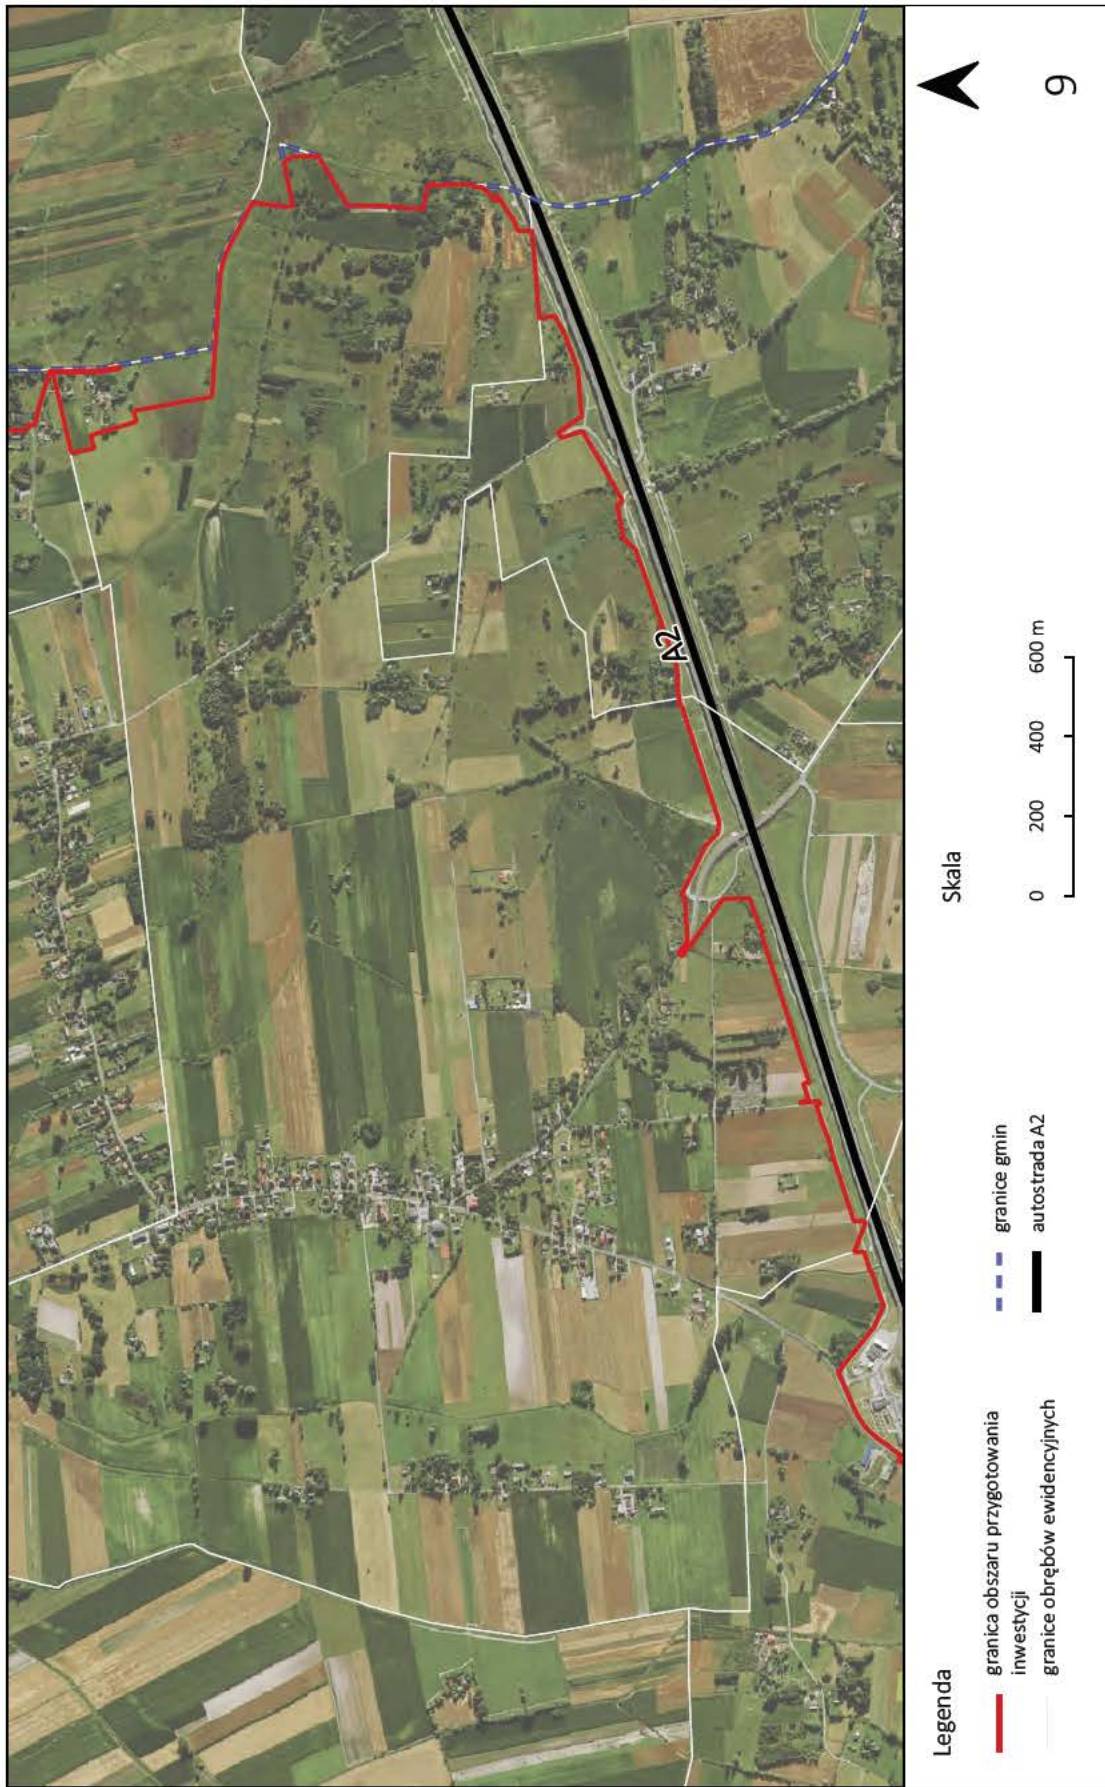 A2
Legenda
granica obszaru przygotowania
inwestycji
granice obrębów ewidencyjnych
granice gmin
autostrada A2
Skala
0 200 400 600 m
9